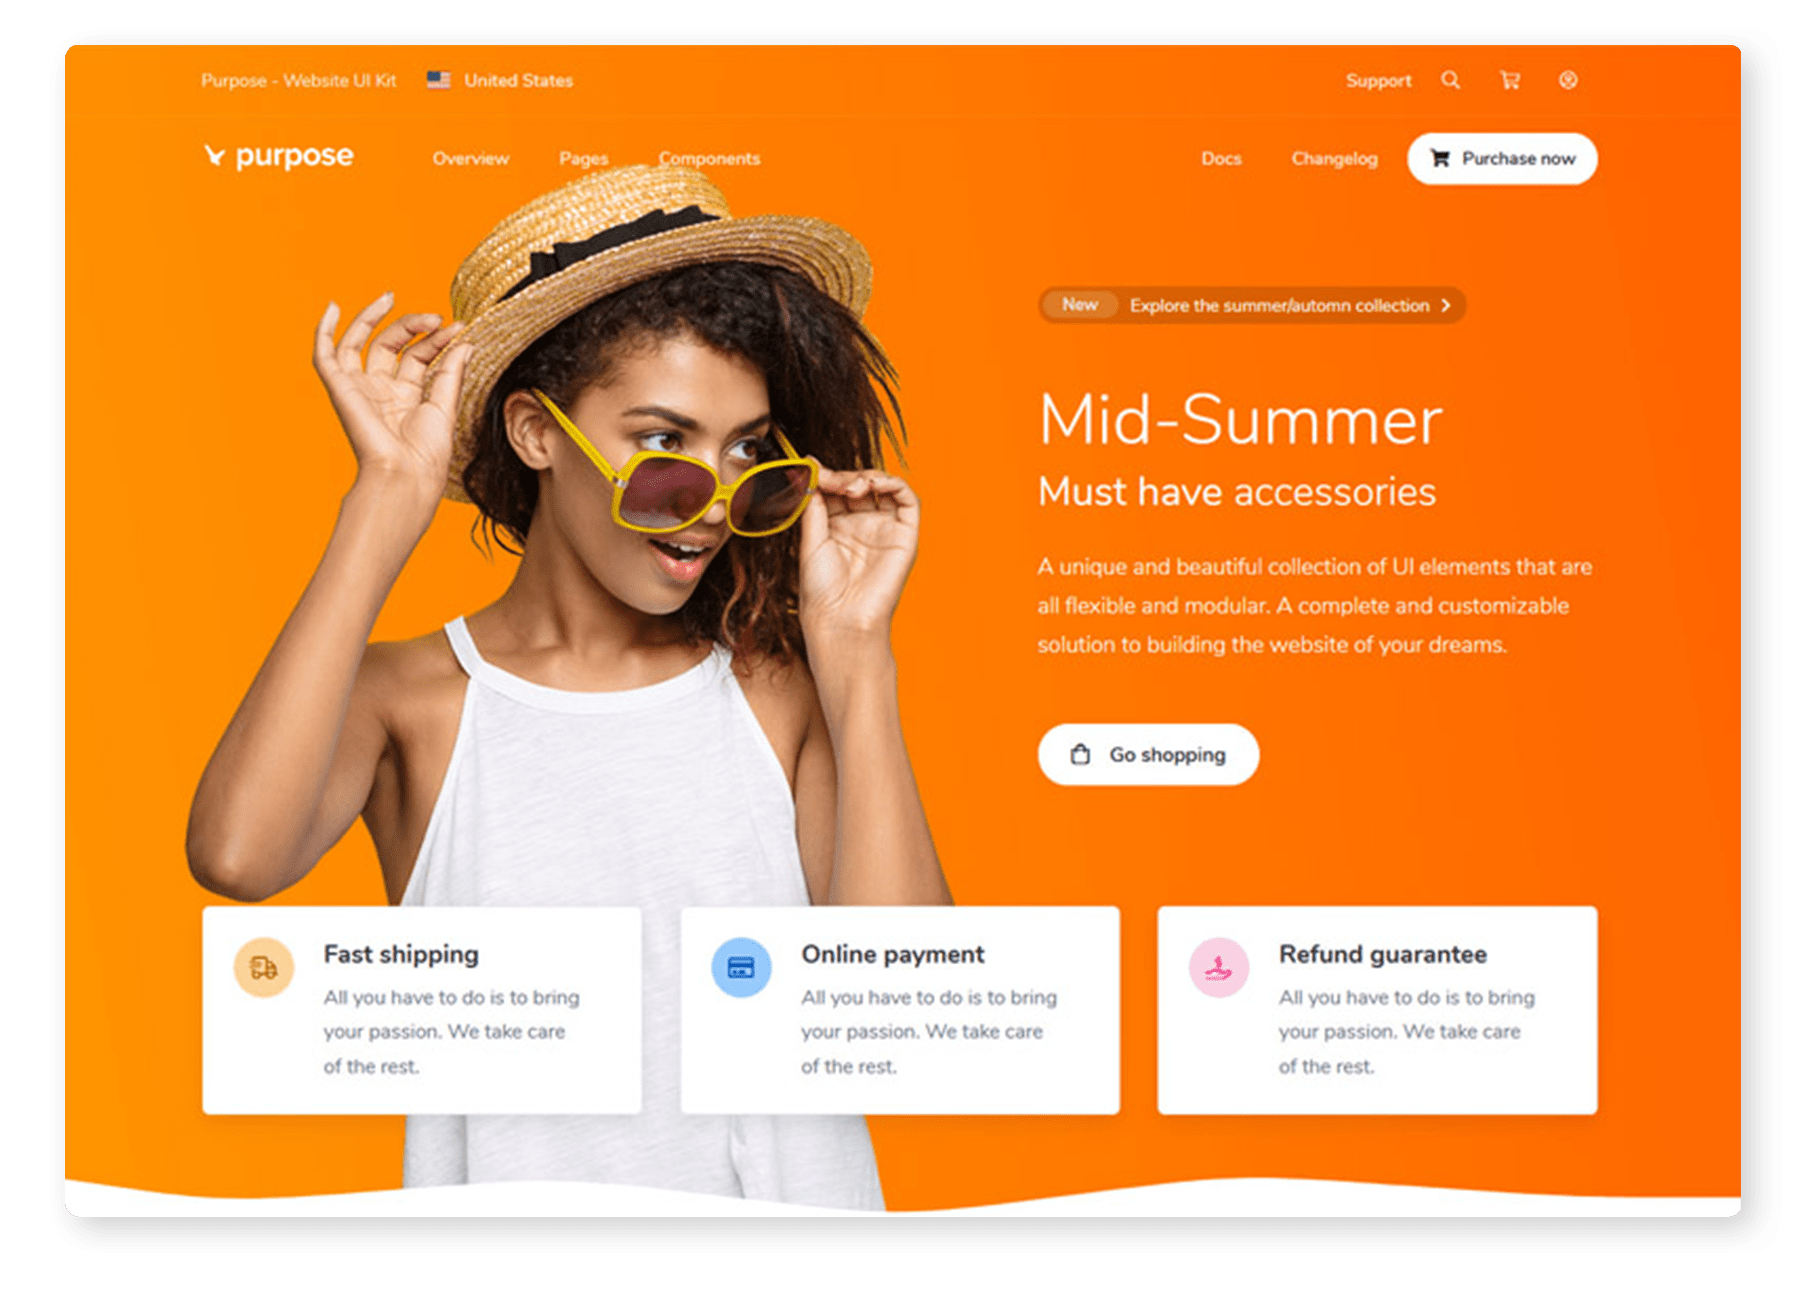 Purpose - Website UI Kit United States Support
purpose Overview Pages Components Docs Changelog Purchase now
New Explore the summer/automn collection
Mid-Summer
Must have accessories
A unique and beautiful collection of UI elements that are
all flexible and modular. A complete and customizable
solution to building the website of your dreams.
Go shopping
Fast shipping
All you have to do is to bring
your passion. We take care
of the rest.
Online payment
All you have to do is to bring
your passion. We take care
of the rest.
Refund guarantee
All you have to do is to bring
your passion. We take care
of the rest.